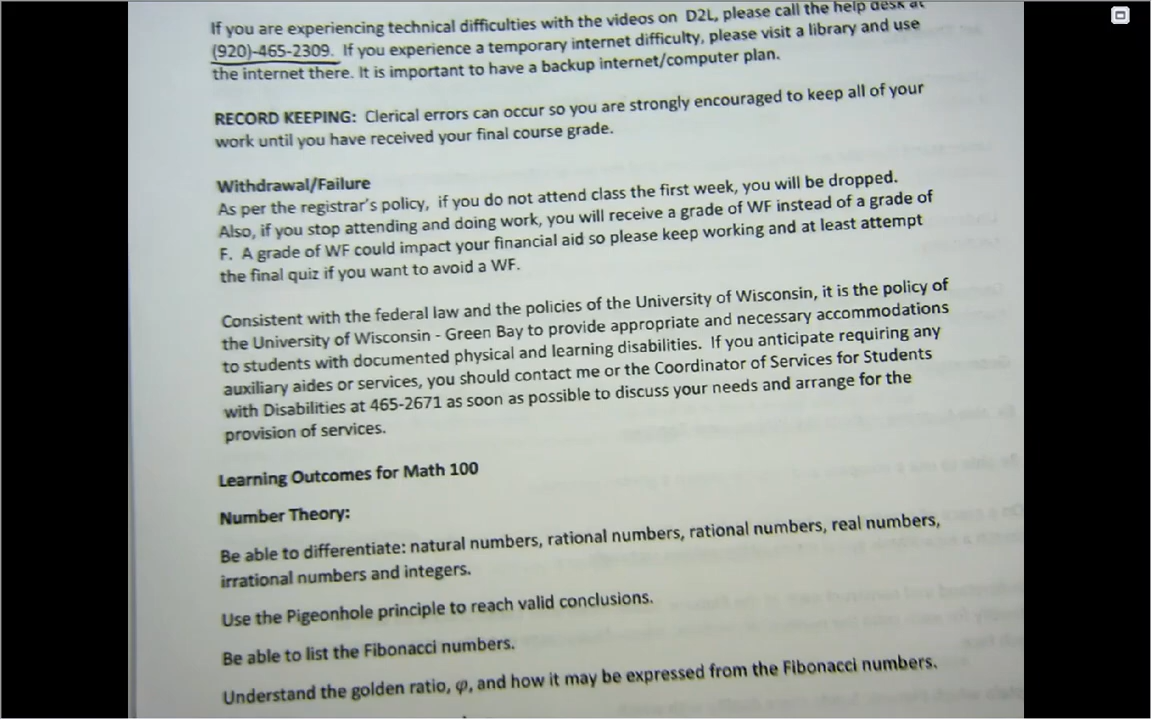 If you are experiencing technical difficulties with the videos on D2L, please call the help desk at
(920)-465-2309. If you experience a temporary internet difficulty, please visit a library and use
the internet there. It is important to have a backup internet/computer plan.
RECORD KEEPING: Clerical errors can occur so you are strongly encouraged to keep all of your
work until you have received your final course grade.
Withdrawal/Failure
As per the registrar's policy, if you do not attend class the first week, you will be dropped.
Also, if you stop attending and doing work, you will receive a grade of WF instead of a grade of
F. A grade of WF could impact your financial aid so please keep working and at least attempt
the final quiz if you want to avoid a WF.
Consistent with the federal law and the policies of the University of Wisconsin, it is the policy of
the University of Wisconsin - Green Bay to provide appropriate and necessary accommodations
to students with documented physical and learning disabilities. If you anticipate requiring any
auxiliary aides or services, you should contact me or the Coordinator of Services for Students
with Disabilities at 465-2671 as soon as possible to discuss your needs and arrange for the
provision of services.
Learning Outcomes for Math 100
Number Theory:
Be able to differentiate: natural numbers, rational numbers, rational numbers, real numbers,
irrational numbers and integers.
Use the Pigeonhole principle to reach valid conclusions.
Be able to list the Fibonacci numbers.
Understand the golden ratio, φ, and how it may be expressed from the Fibonacci numbers.